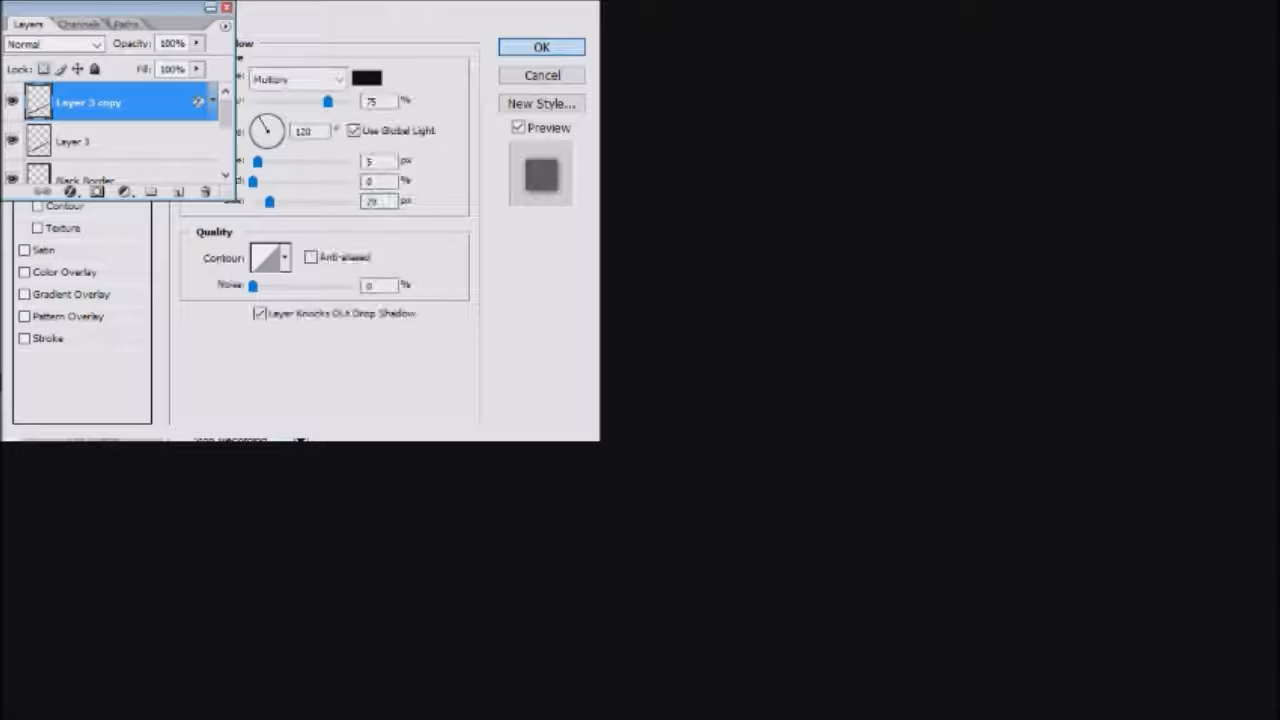 Layers Channels Paths
Normal Opacity: 100%
Lock: Fill: 100%
Layer 3 copy
Layer 3
Black Border
Multiply
75 %
120 ° Use Global Light
5 px
0 %
px
Quality
Contour: Anti-aliased
Noise: 0 %
Layer Knocks Out Drop Shadow
Contour
Texture
Satin
Color Overlay
Gradient Overlay
Pattern Overlay
Stroke
OK
Cancel
New Style...
Preview